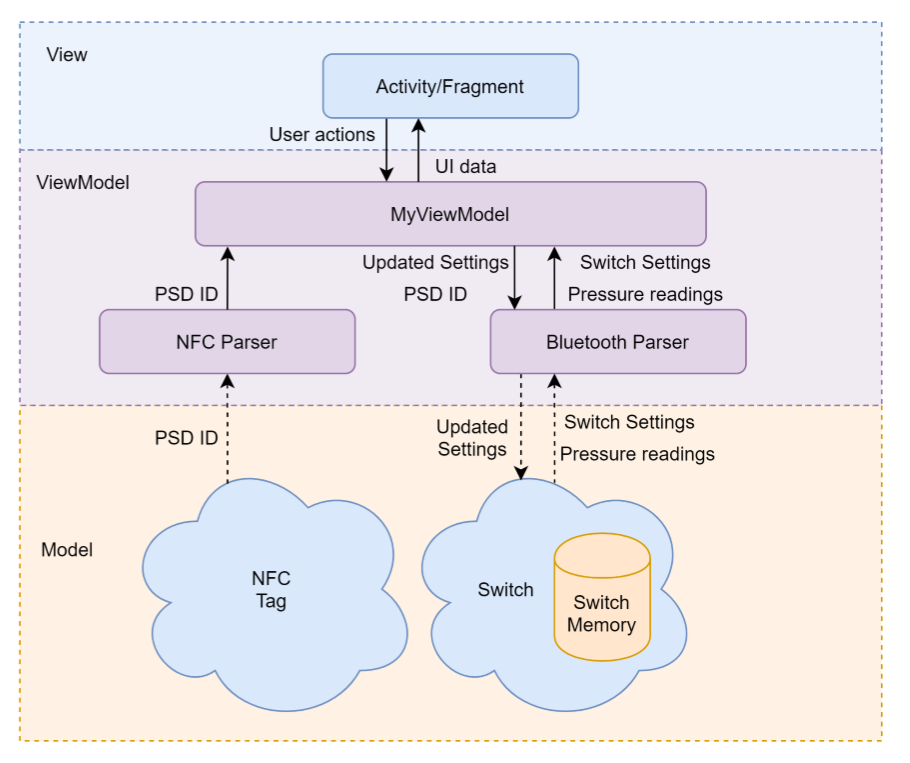 View
Activity/Fragment
User actions
UI data
ViewModel
MyViewModel
Updated Settings
PSD ID
Switch Settings
Pressure readings
PSD ID
NFC Parser
Bluetooth Parser
PSD ID
Updated
Settings
Switch Settings
Pressure readings
Model
NFC
Tag
Switch
Switch
Memory